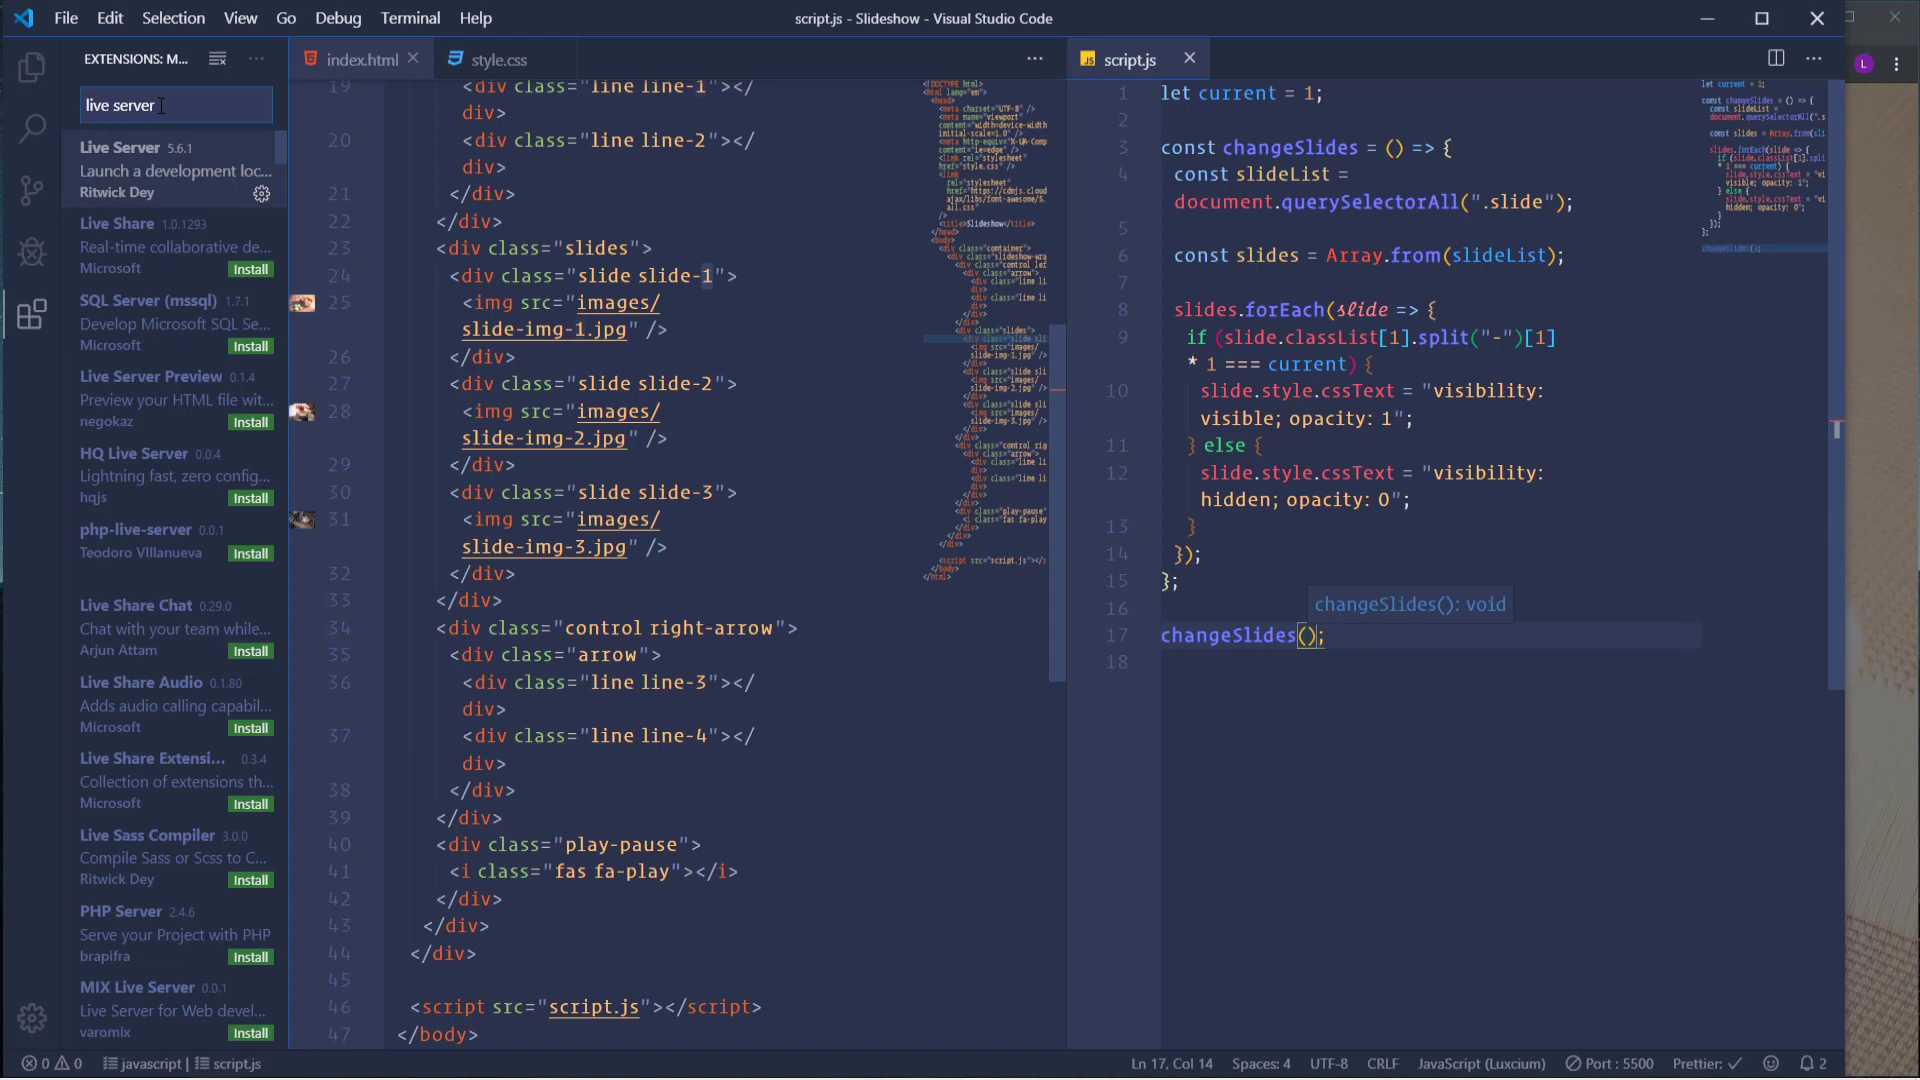 File Edit Selection View Go Debug Terminal Help
script.js - Slideshow - Visual Studio Code
EXTENSIONS: M...
live server
Live Server 5.6.1
Launch a development loc...
Ritwick Dey
Live Share 1.0.1293
Real-time collaborative de...
Microsoft Install
SQL Server (mssql) 1.7.1
Develop Microsoft SQL Se...
Microsoft Install
Live Server Preview 0.1.4
Preview your HTML file wit...
negokaz Install
HQ Live Server 0.0.4
Lightning fast, zero config...
hqjs Install
php-live-server 0.0.1
Teodoro VIllanueva Install
Live Share Chat 0.29.0
Chat with your team while...
Arjun Attam Install
Live Share Audio 0.1.80
Adds audio calling capabil...
Microsoft Install
Live Share Extensi... 0.3.4
Collection of extensions th...
Microsoft Install
Live Sass Compiler 3.0.0
Compile Sass or Scss to C...
Ritwick Dey Install
PHP Server 2.4.6
Serve your Project with PHP
brapifra Install
MIX Live Server 0.0.1
Live Server for Web devel...
varomix Install
index.html style.css
19 <div class="line line-1"></
div>
20 <div class="line line-2"></
div>
21 </div>
22 </div>
23 <div class="slides">
24 <div class="slide slide-1">
25 <img src="images/
slide-img-1.jpg" />
26 </div>
27 <div class="slide slide-2">
28 <img src="images/
slide-img-2.jpg" />
29 </div>
30 <div class="slide slide-3">
31 <img src="images/
slide-img-3.jpg" />
32 </div>
33 </div>
34 <div class="control right-arrow">
35 <div class="arrow">
36 <div class="line line-3"></
div>
37 <div class="line line-4"></
div>
38 </div>
39 </div>
40 <div class="play-pause">
41 <i class="fas fa-play"></i>
42 </div>
43 </div>
44 </div>
45
46 <script src="script.js"></script>
47 </body>
JS script.js
1 let current = 1;
2
3 const changeSlides = () => {
4 const slideList =
document.querySelectorAll(".slide");
5
6 const slides = Array.from(slideList);
7
8 slides.forEach(slide => {
9 if (slide.classList[1].split("-")[1]
* 1 === current) {
10 slide.style.cssText = "visibility:
visible; opacity: 1";
11 } else {
12 slide.style.cssText = "visibility:
hidden; opacity: 0";
13 }
14 });
15 };
16
changeSlides(): void
17 changeSlides();
18
L
0 0 javascript | script.js
Ln 17, Col 14 Spaces: 4 UTF-8 CRLF JavaScript (Luxcium) Port : 5500 Prettier: ✓ 2